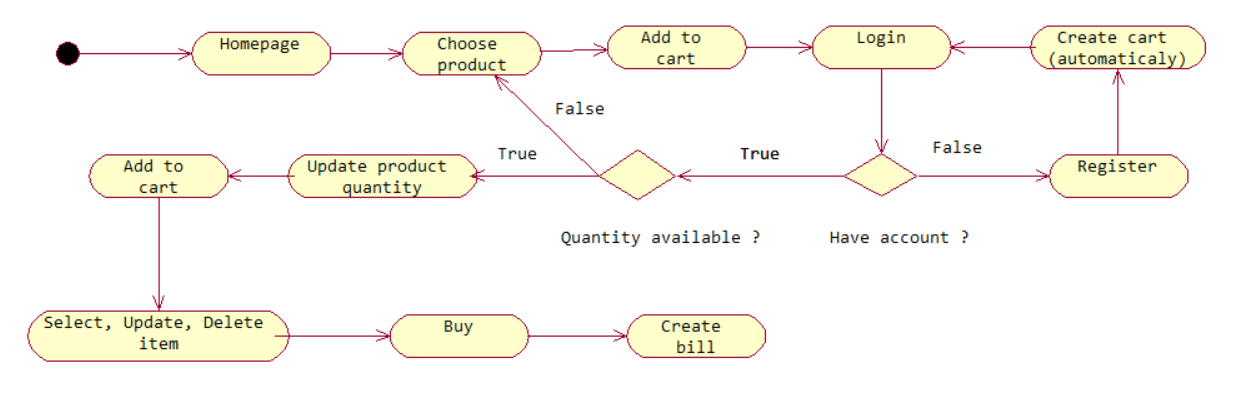 Homepage
Choose
product
Add to
cart
Login
Create cart
(automaticaly)
False
True
True
False
Add to
cart
Update product
quantity
Register
Quantity available ?
Have account ?
Select, Update, Delete
item
Buy
Create
bill